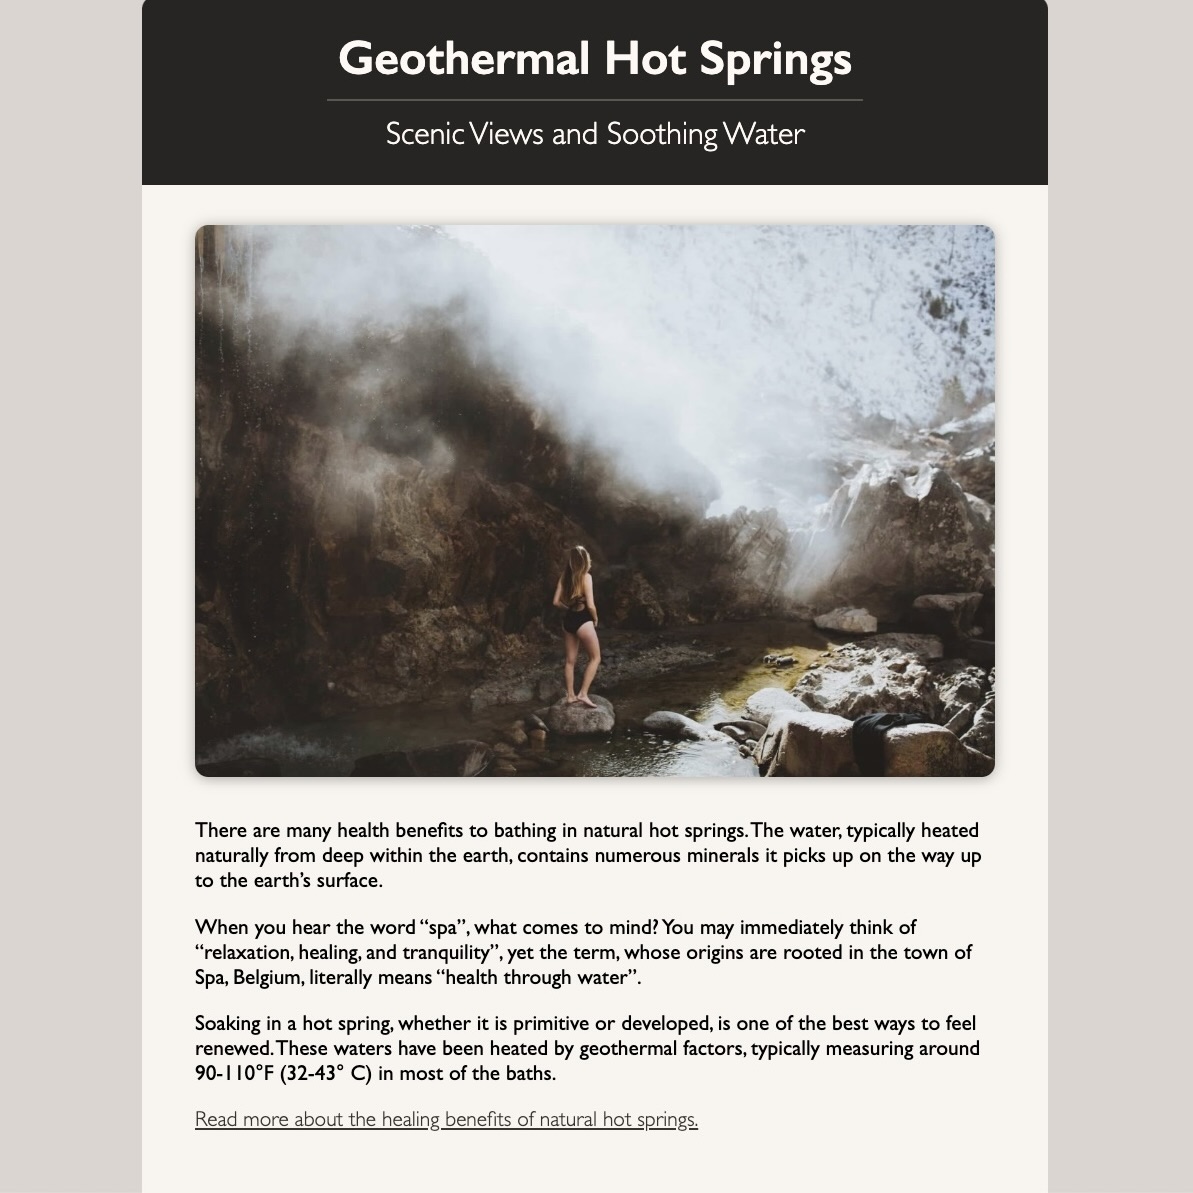 Geothermal Hot Springs
Scenic Views and Soothing Water
There are many health benefits to bathing in natural hot springs. The water, typically heated
naturally from deep within the earth, contains numerous minerals it picks up on the way up
to the earth’s surface.
When you hear the word “spa”, what comes to mind? You may immediately think of
“relaxation, healing, and tranquility”, yet the term, whose origins are rooted in the town of
Spa, Belgium, literally means “health through water”.
Soaking in a hot spring, whether it is primitive or developed, is one of the best ways to feel
renewed. These waters have been heated by geothermal factors, typically measuring around
90-110°F (32-43° C) in most of the baths.
Read more about the healing benefits of natural hot springs.